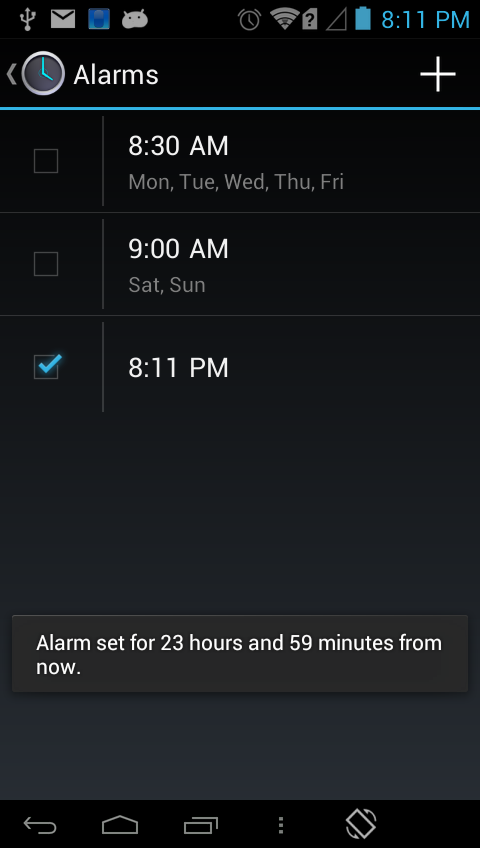 8:11 PM
Alarms
8:30 AM
Mon, Tue, Wed, Thu, Fri
9:00 AM
Sat, Sun
8:11 PM
Alarm set for 23 hours and 59 minutes from
now.